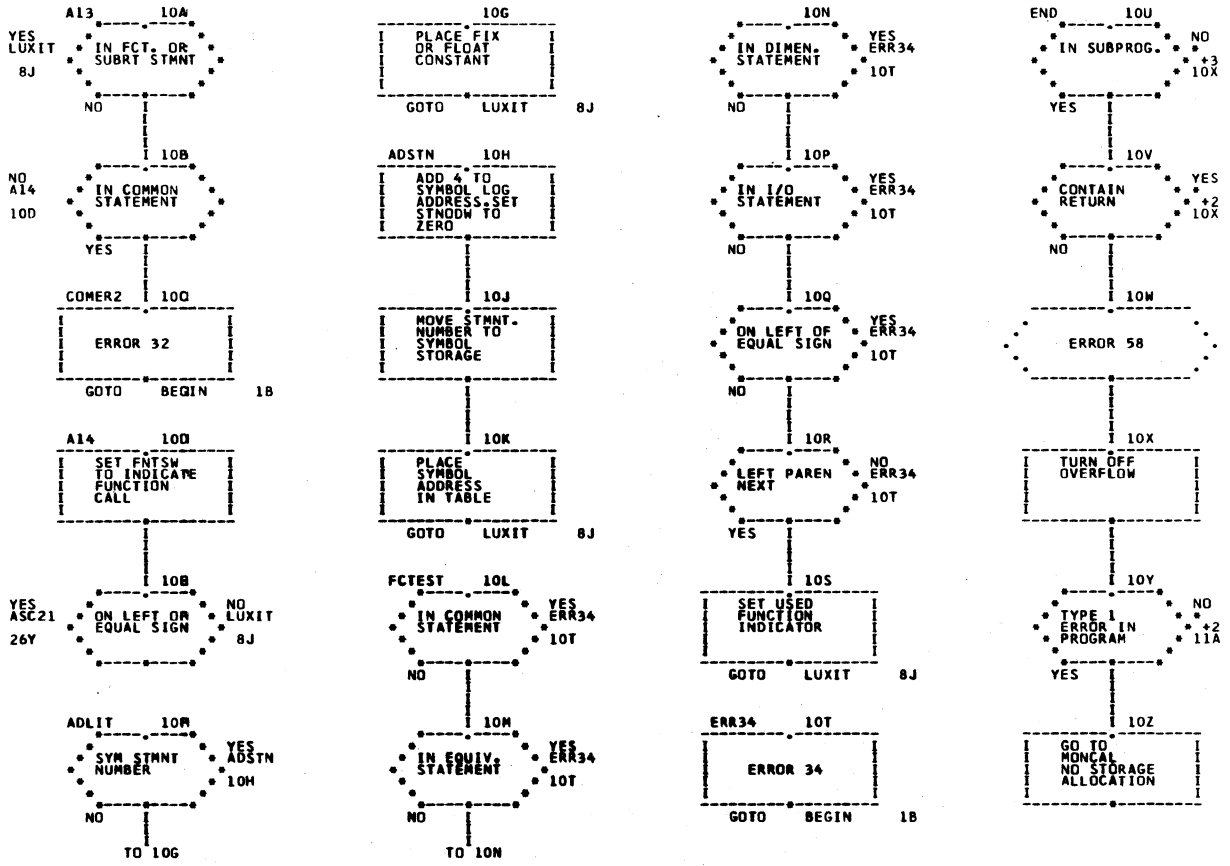 A13 10A
YES
LUXIT
8J
IN FCT. OR
SUBRT STMNT
NO
10B
NO
A14
10D
IN COMMON
STATEMENT
YES
COMER2 10C
ERROR 32
GOTO BEGIN 1B
A14 10D
SET FNTSW
TO INDICATE
FUNCTION
CALL
10E
YES
ASC21
26Y
ON LEFT OR
EQUAL SIGN
NO
LUXIT
8J
ADLIT 10F
SYM STMNT
NUMBER
YES
ADSTN
10H
NO
TO 10G
10G
PLACE FIX
OR FLOAT
CONSTANT
GOTO LUXIT 8J
ADSTN 10H
ADD 4 TO
SYMBOL LOG
ADDRESS.SET
STNODW TO
ZERO
10J
MOVE STMNT.
NUMBER TO
SYMBOL
STORAGE
10K
PLACE
SYMBOL
ADDRESS
IN TABLE
GOTO LUXIT 8J
FCTEST 10L
IN COMMON
STATEMENT
YES
ERR34
10T
NO
10M
IN EQUIV.
STATEMENT
YES
ERR34
10T
NO
TO 10N
10N
IN DIMEN.
STATEMENT
YES
ERR34
10T
NO
10P
IN I/O
STATEMENT
YES
ERR34
10T
NO
10Q
ON LEFT OF
EQUAL SIGN
YES
ERR34
10T
NO
10R
LEFT PAREN
NEXT
NO
ERR34
10T
YES
10S
SET USED
FUNCTION
INDICATOR
GOTO LUXIT 8J
ERR34 10T
ERROR 34
GOTO BEGIN 1B
END 10U
IN SUBPROG.
NO
+3
10X
YES
10V
CONTAIN
RETURN
YES
+2
10X
NO
10W
ERROR 58
10X
TURN OFF
OVERFLOW
10Y
TYPE 1
ERROR IN
PROGRAM
NO
+2
11A
YES
10Z
GO TO
MONCAL
NO STORAGE
ALLOCATION